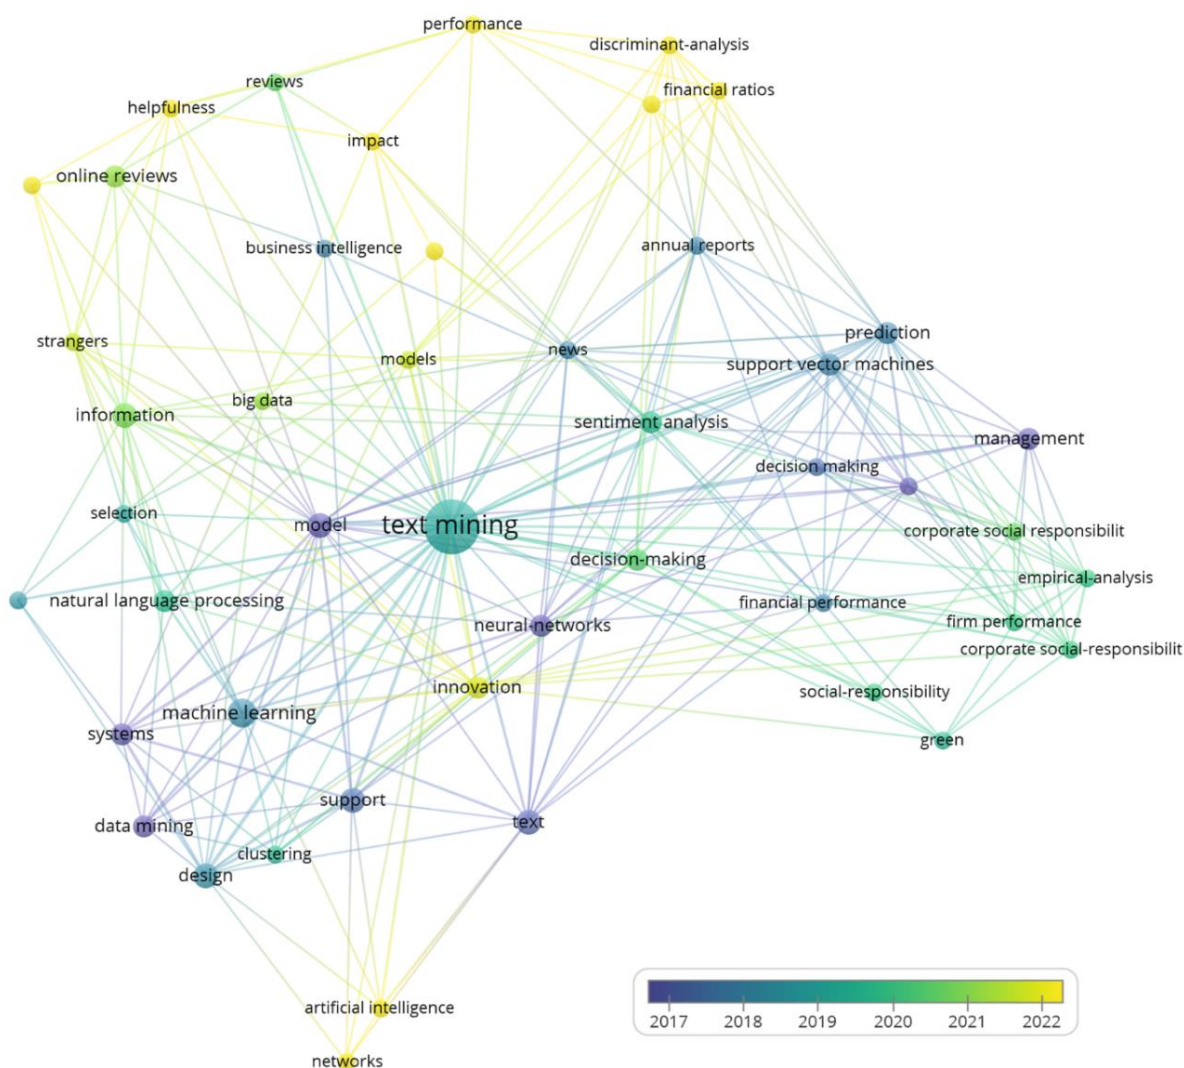 performance
discriminant-analysis
reviews
financial ratios
helpfulness
impact
online reviews
business intelligence
annual reports
prediction
strangers
news
models
support vector machines
big data
information
sentiment analysis
management
decision making
selection
model
text mining
corporate social responsibilit
decision-making
empirical-analysis
natural language processing
financial performance
neural-networks
firm performance
corporate social-responsibilit
innovation
social-responsibility
machine learning
systems
green
support
data mining
text
clustering
design
artificial intelligence
networks
2017 2018 2019 2020 2021 2022